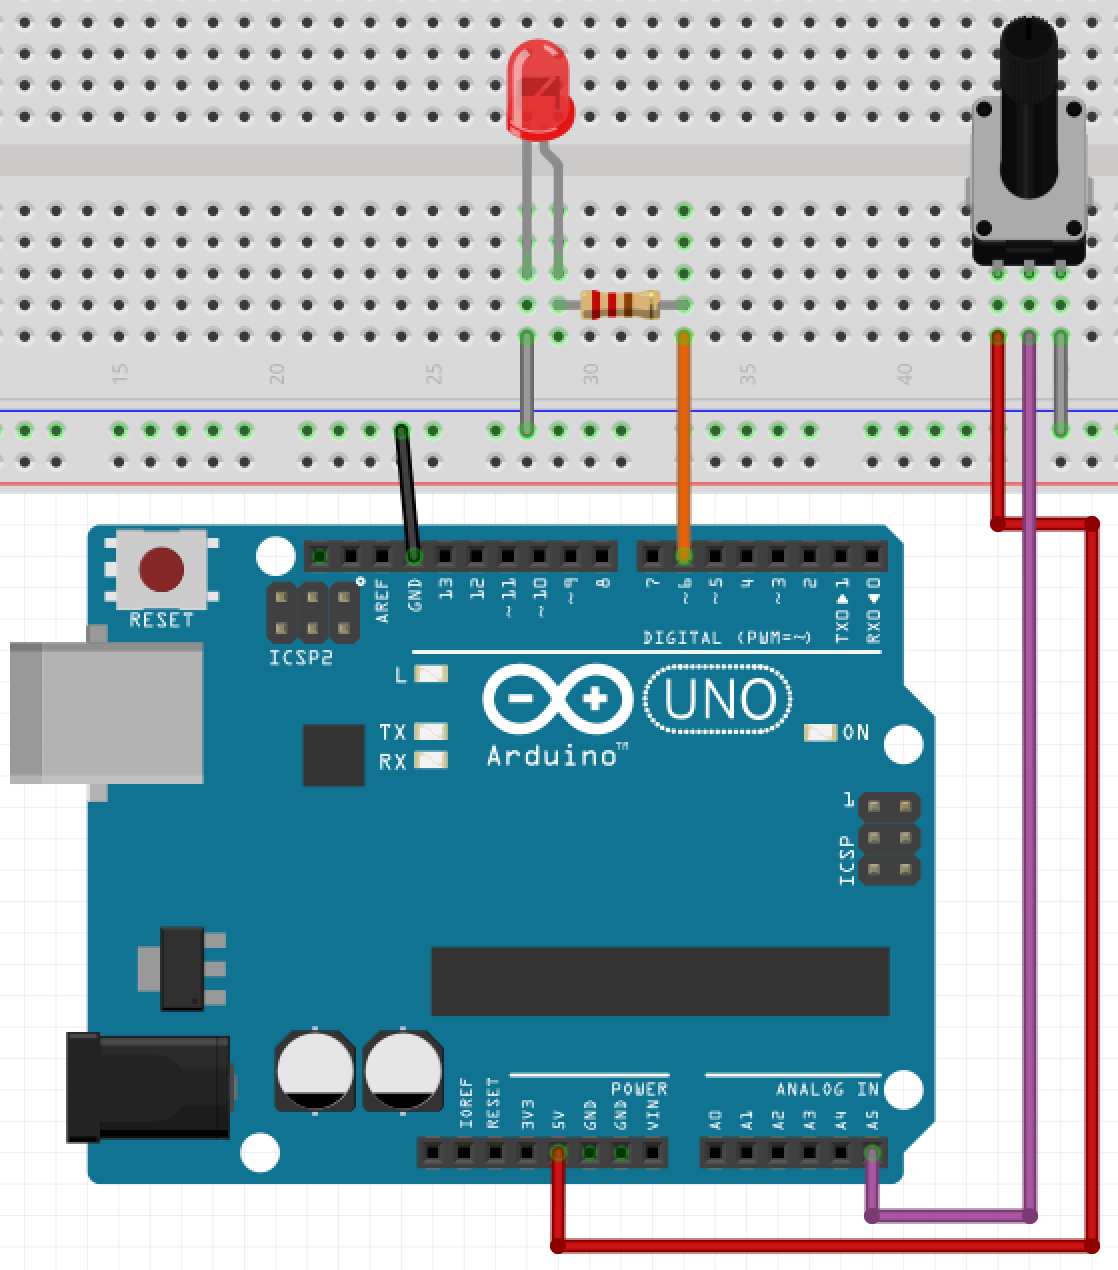 15 20 25 30 35 40
RESET
AREF GND 13 12 ~11 ~10 ~9 8 7 ~6 ~5 4 ~3 2 TX0▶1 RX0◀0
ICSP2
DIGITAL (PWM=~)
L
TX
RX
UNO
Arduino™
ON
1
ICSP
POWER
ANALOG IN
IOREF RESET 3V3 5V GND GND VIN A0 A1 A2 A3 A4 A5